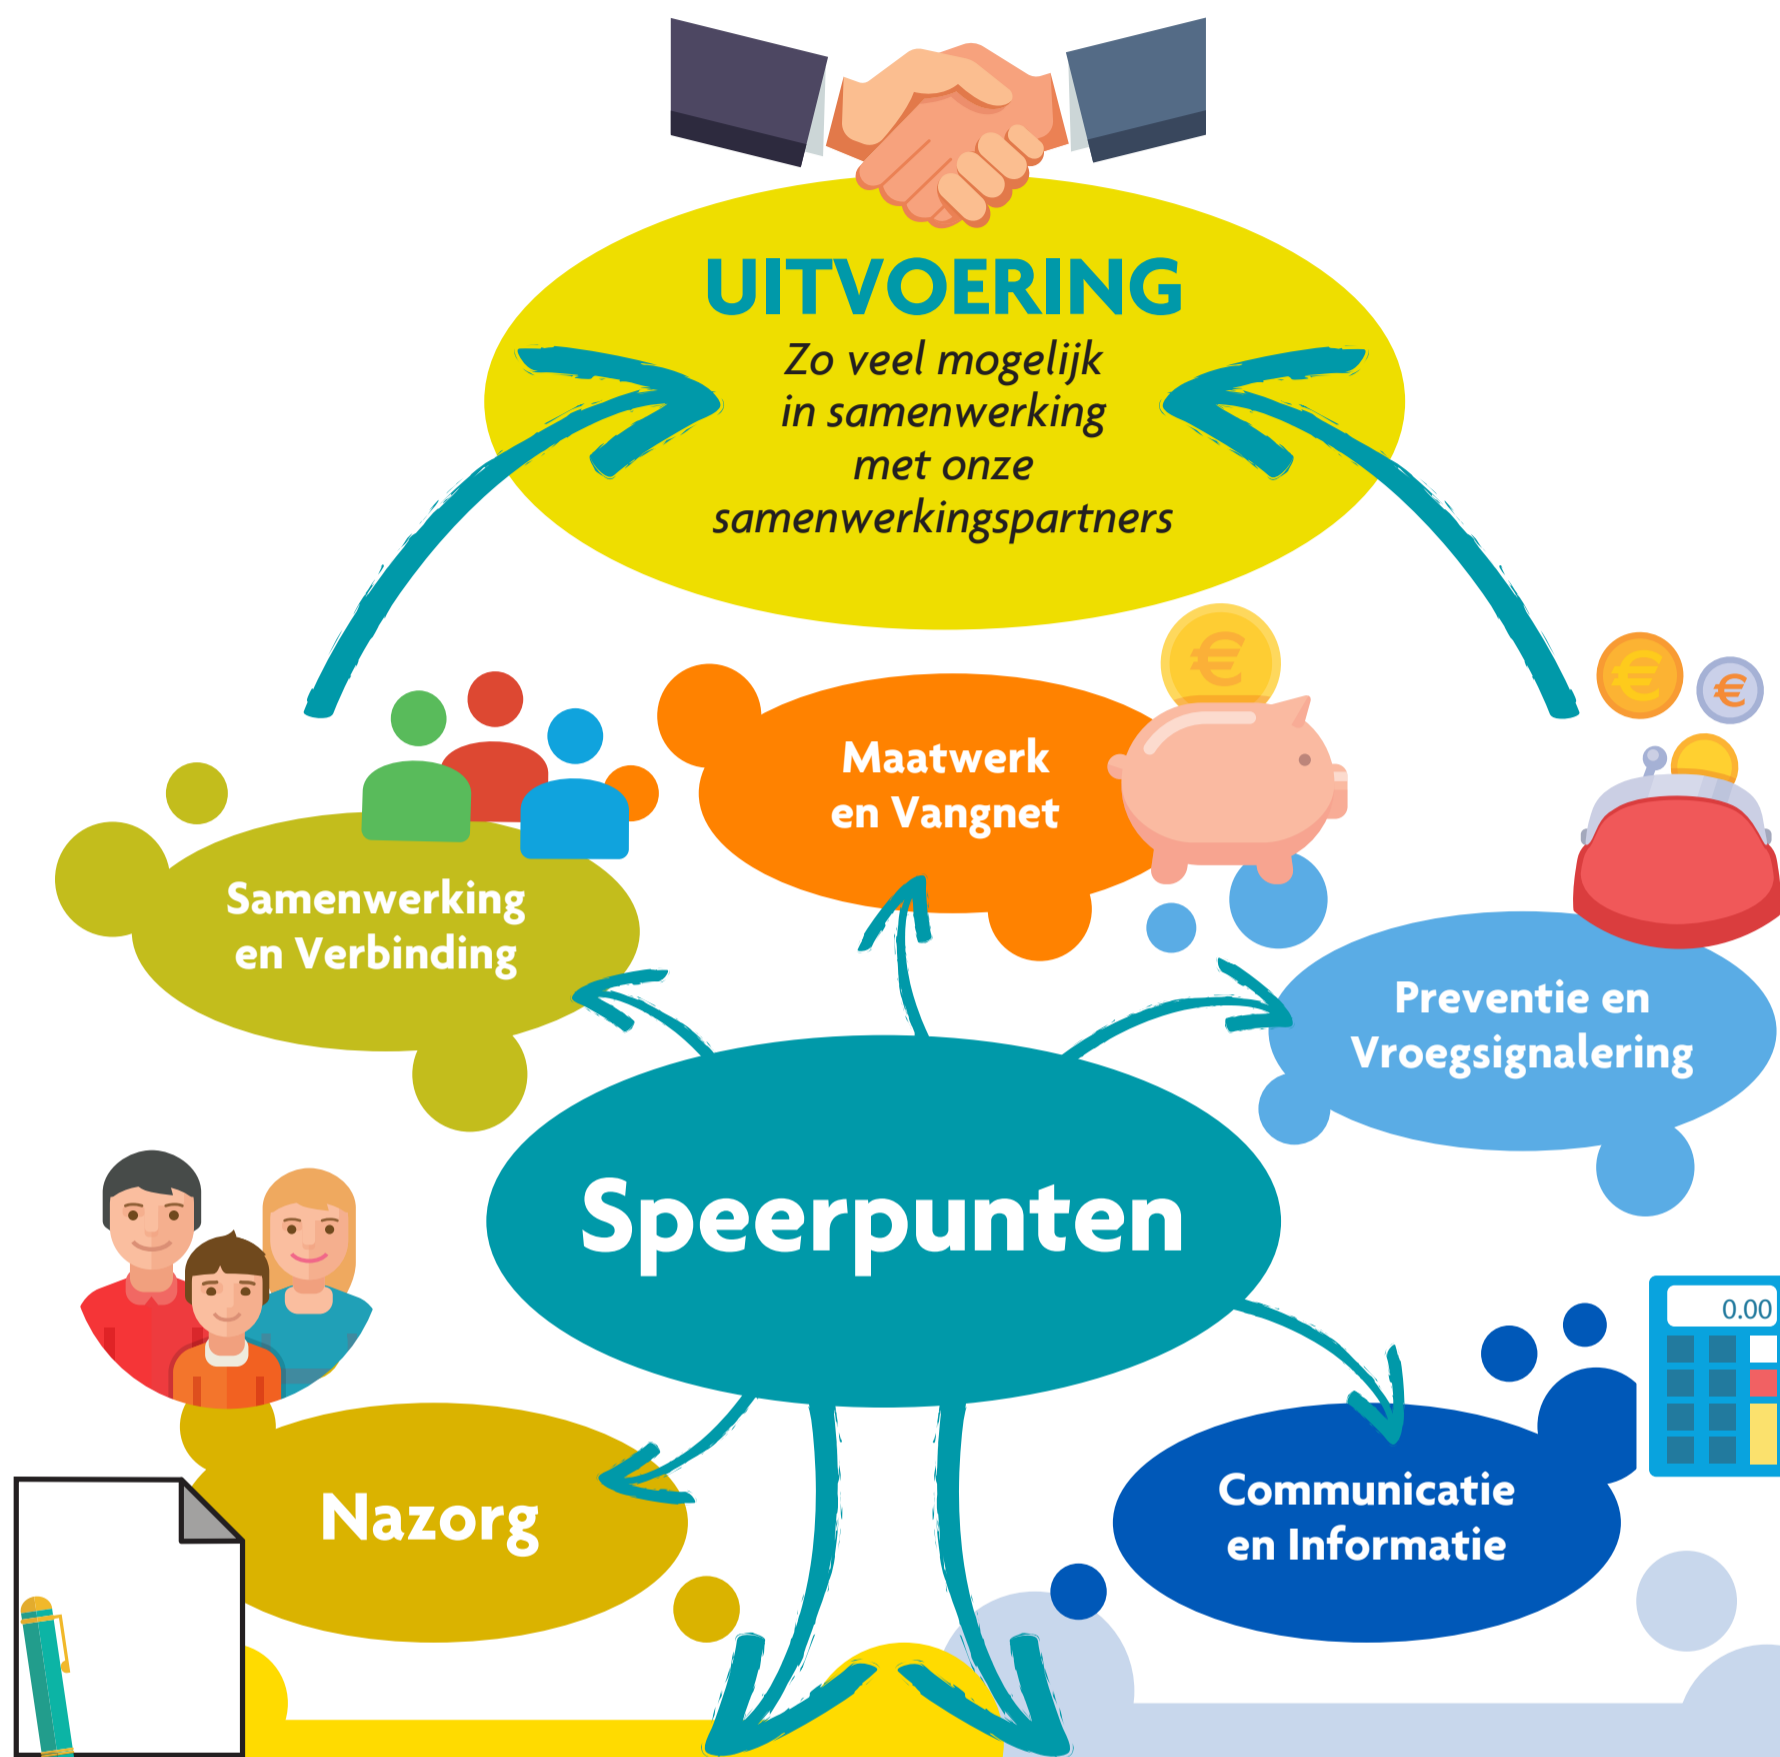 UITVOERING
Zo veel mogelijk
in samenwerking
met onze
samenwerkingspartners
€
€
€
Maatwerk
en Vangnet
Samenwerking
en Verbinding
Preventie en
Vroegsignalering
Speerpunten
0.00
Nazorg
Communicatie
en Informatie